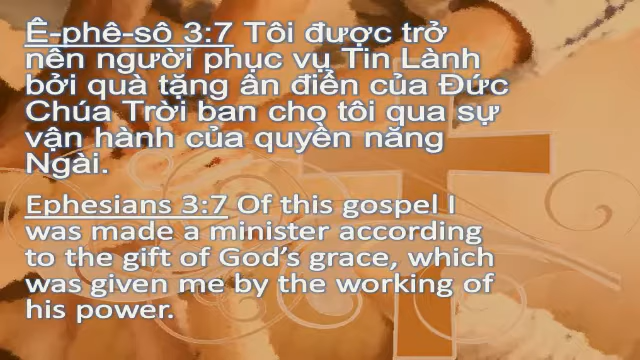 Ê-phê-sô 3:7 Tôi được trở
nên người phục vụ Tin Lành
bởi quà tặng ân điển của Đức
Chúa Trời ban cho tôi qua sự
vận hành của quyền năng
Ngài.
Ephesians 3:7 Of this gospel I
was made a minister according
to the gift of God’s grace, which
was given me by the working of
his power.